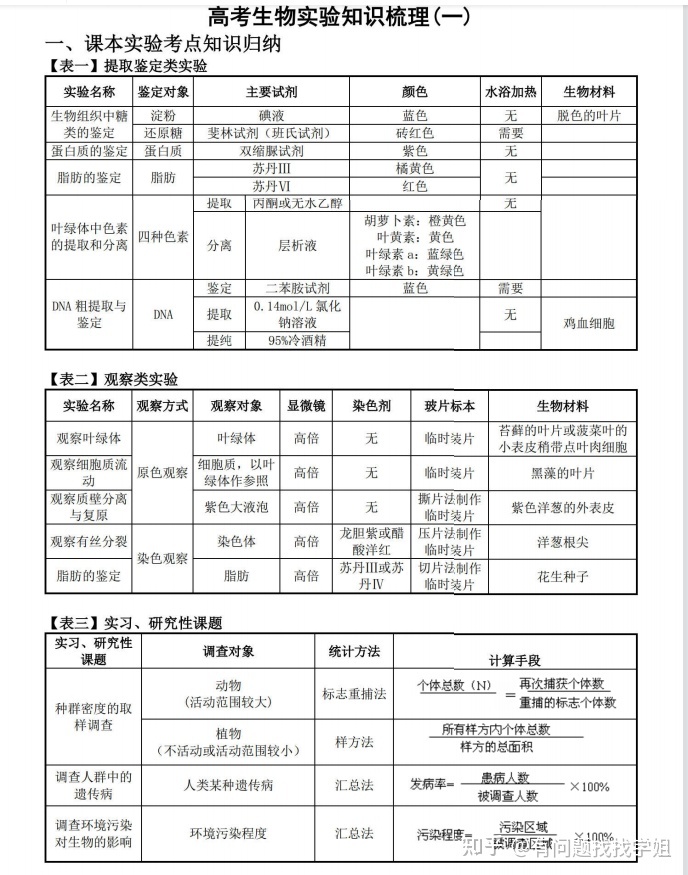 高考生物实验知识梳理(一)
一、课本实验考点知识归纳
【表一】提取鉴定类实验
实验名称 鉴定对象 主要试剂 颜色 水浴加热 生物材料
生物组织中糖类的鉴定 淀粉 碘液 蓝色 无 脱色的叶片
还原糖 斐林试剂（班氏试剂） 砖红色 需要
蛋白质的鉴定 蛋白质 双缩脲试剂 紫色 无
脂肪的鉴定 脂肪 苏丹Ⅲ 橘黄色 无
苏丹Ⅵ 红色
叶绿体中色素的提取和分离 四种色素 提取 丙酮或无水乙醇 无
分离 层析液 胡萝卜素：橙黄色
叶黄素：黄色
叶绿素 a：蓝绿色
叶绿素 b：黄绿色
DNA 粗提取与鉴定 DNA 鉴定 二苯胺试剂 蓝色 需要
提取 0.14mol/L 氯化钠溶液 无 鸡血细胞
提纯 95%冷酒精
【表二】观察类实验
实验名称 观察方式 观察对象 显微镜 染色剂 玻片标本 生物材料
观察叶绿体 原色观察 叶绿体 高倍 无 临时装片 苔藓的叶片或菠菜叶的小表皮稍带点叶肉细胞
观察细胞质流动 细胞质，以叶绿体作参照 高倍 无 临时装片 黑藻的叶片
观察质壁分离与复原 紫色大液泡 高倍 无 撕片法制作临时装片 紫色洋葱的外表皮
观察有丝分裂 染色观察 染色体 高倍 龙胆紫或醋酸洋红 压片法制作临时装片 洋葱根尖
脂肪的鉴定 脂肪 高倍 苏丹Ⅲ或苏丹Ⅳ 切片法制作临时装片 花生种子
【表三】实习、研究性课题
实习、研究性课题 调查对象 统计方法 计算手段
种群密度的取样调查 动物
(活动范围较大) 标志重捕法 个体总数（N） = 再次捕获个体数
重捕的标志个体数
植物
（不活动或活动范围较小） 样方法 所有样方内个体总数
样方的总面积
调查人群中的遗传病 人类某种遗传病 汇总法 发病率= 患病人数
被调查人数 ×100%
调查环境污染对生物的影响 环境污染程度 汇总法 污染程度= 污染区域
被调查区域 ×100%
知乎 @有问题找找学姐